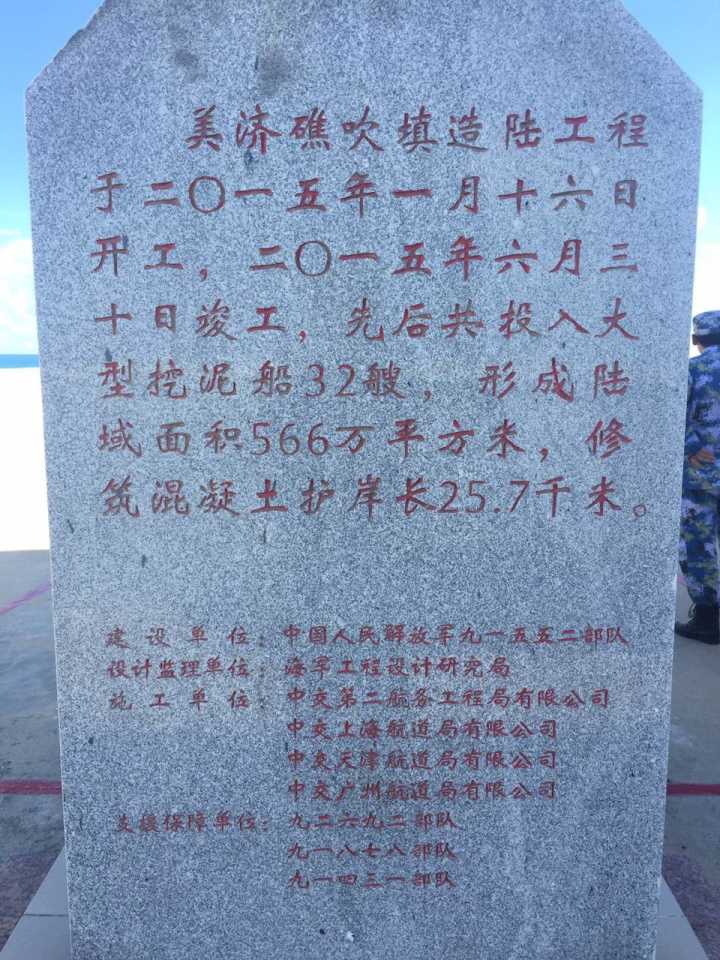 美济礁吹填造陆工程
于二〇一五年一月十六日
开工，二〇一五年六月三
十日竣工，先后共投入大
型挖泥船32艘，形成陆
域面积566万平方米，修
筑混凝土护岸长25.7千米。
建设单位：中国人民解放军九一五五二部队
设计监理单位：海军工程设计研究局
施工单位：中交第二航务工程局有限公司
中交上海航道局有限公司
中交天津航道局有限公司
中交广州航道局有限公司
支援保障单位：九二六九二部队
九一八七八部队
九一四三一部队